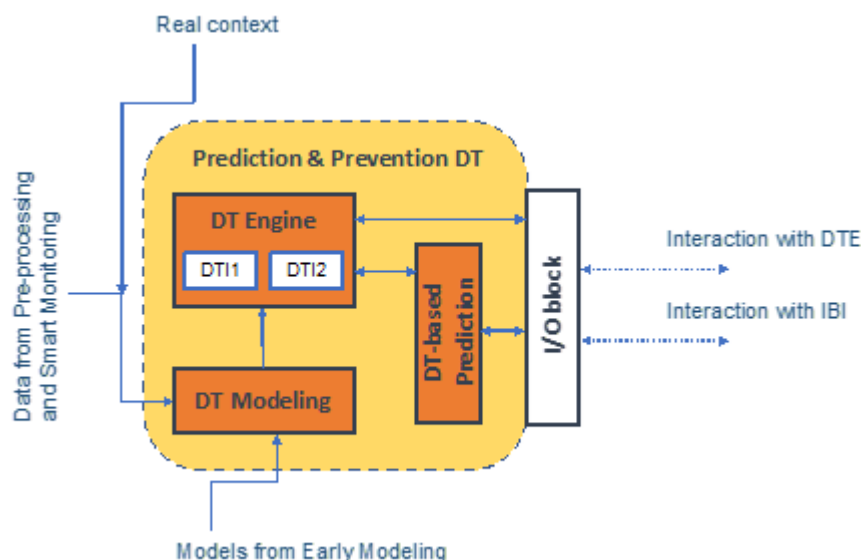 Real context
Prediction & Prevention DT
DT Engine
DTI1
DTI2
DT Modeling
DT-based
Prediction
I/O block
Interaction with DTE
Interaction with IBI
Data from Pre-processing
and Smart Monitoring
Models from Early Modeling